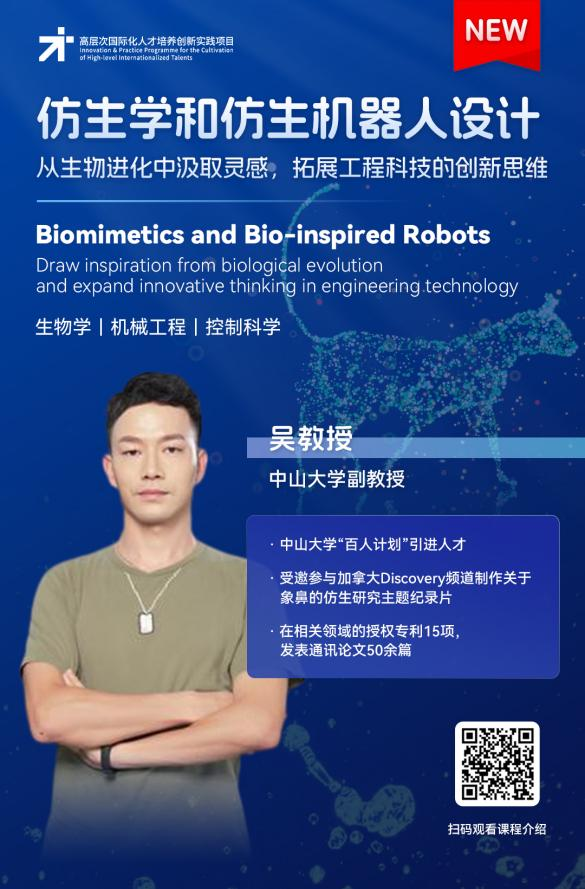 高层次国际化人才培养创新实践项目
Innovation & Practice Programme for the Cultivation
of High-level Internationalized Talents
NEW
仿生学和仿生机器人设计
从生物进化中汲取灵感，拓展工程科技的创新思维
Biomimetics and Bio-inspired Robots
Draw inspiration from biological evolution
and expand innovative thinking in engineering technology
生物学 | 机械工程 | 控制科学
吴教授
中山大学副教授
· 中山大学“百人计划”引进人才
· 受邀参与加拿大Discovery频道制作关于
象鼻的仿生研究主题纪录片
· 在相关领域的授权专利15项，
发表通讯论文50余篇
扫码观看课程介绍